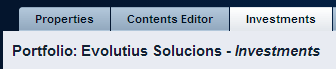 Properties Contents Editor Investments
Portfolio: Evolutius Solucions - Investments